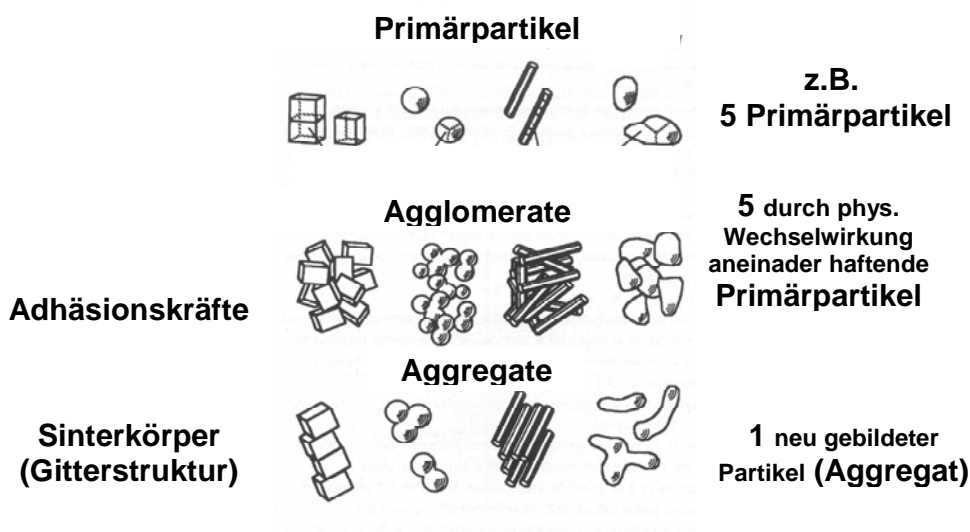 Primärpartikel
z.B.
5 Primärpartikel
Agglomerate
5 durch phys.
Wechselwirkung
aneinader haftende
Primärpartikel
Adhäsionskräfte
Aggregate
Sinterkörper
(Gitterstruktur)
1 neu gebildeter
Partikel (Aggregat)